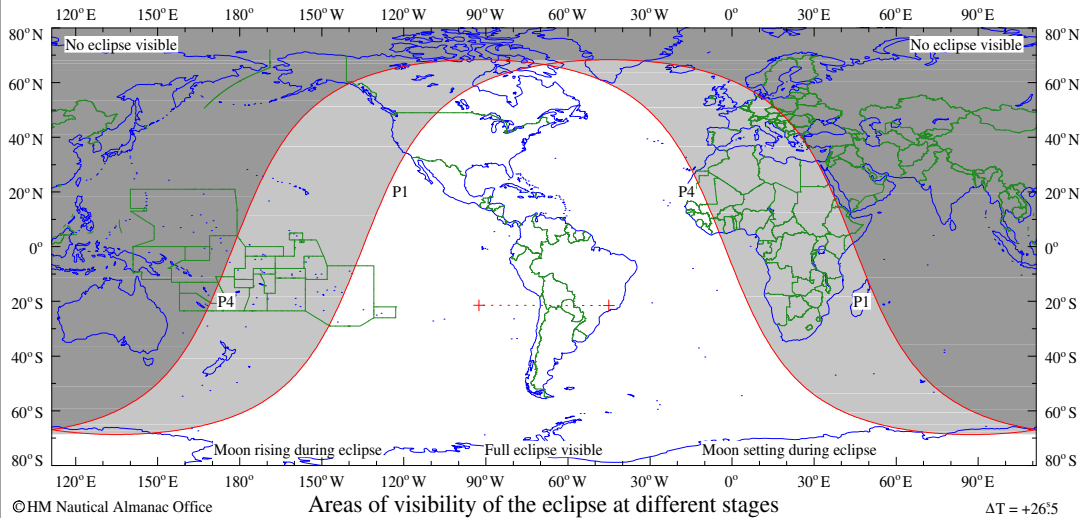 120°E 150°E 180° 150°W 120°W 90°W 60°W 30°W 0° 30°E 60°E 90°E
80°N 80°N
No eclipse visible No eclipse visible
60°N 60°N
40°N 40°N
20°N P1 P4 20°N
0° 0°
20°S P4 P1 20°S
40°S 40°S
60°S 60°S
Moon rising during eclipse Full eclipse visible Moon setting during eclipse
80°S 80°S
120°E 150°E 180° 150°W 120°W 90°W 60°W 30°W 0° 30°E 60°E 90°E
©HM Nautical Almanac Office Areas of visibility of the eclipse at different stages ΔT = +26ˢ.5